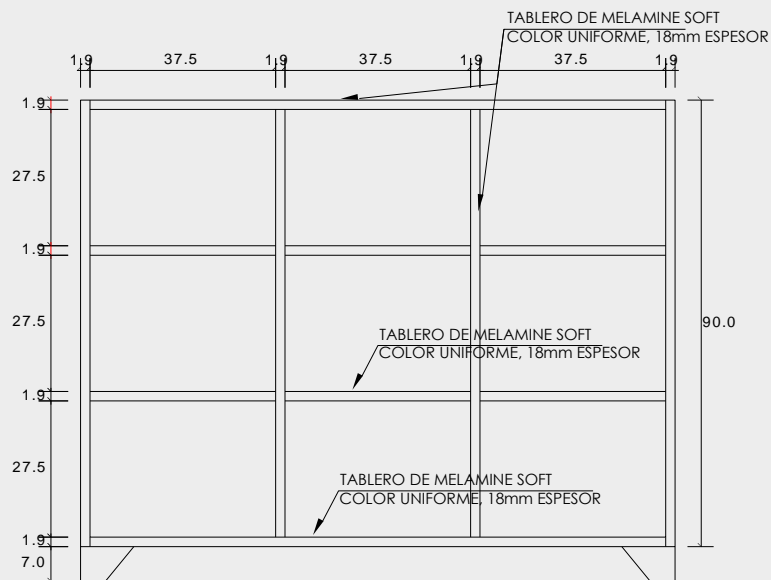 TABLERO DE MELAMINE SOFT
COLOR UNIFORME, 18mm ESPESOR
1.9 37.5 1.9 37.5 1.9 37.5 1.9
1.9
27.5
1.9
27.5
90.0
TABLERO DE MELAMINE SOFT
COLOR UNIFORME, 18mm ESPESOR
1.9
27.5
TABLERO DE MELAMINE SOFT
COLOR UNIFORME, 18mm ESPESOR
1.9
7.0